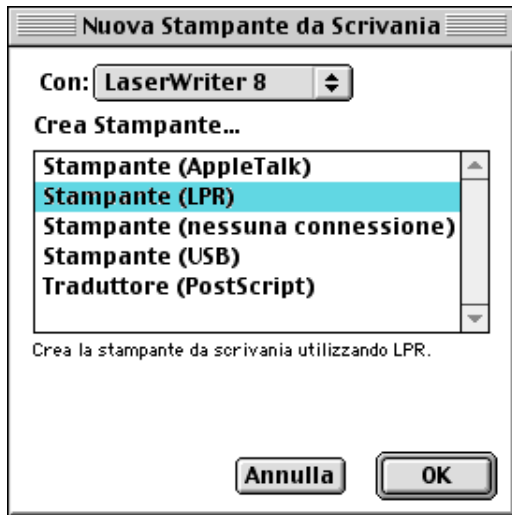 Nuova Stampante da Scrivania
Con: LaserWriter 8
Crea Stampante...
Stampante (AppleTalk)
Stampante (LPR)
Stampante (nessuna connessione)
Stampante (USB)
Traduttore (PostScript)
Crea la stampante da scrivania utilizzando LPR.
Annulla OK